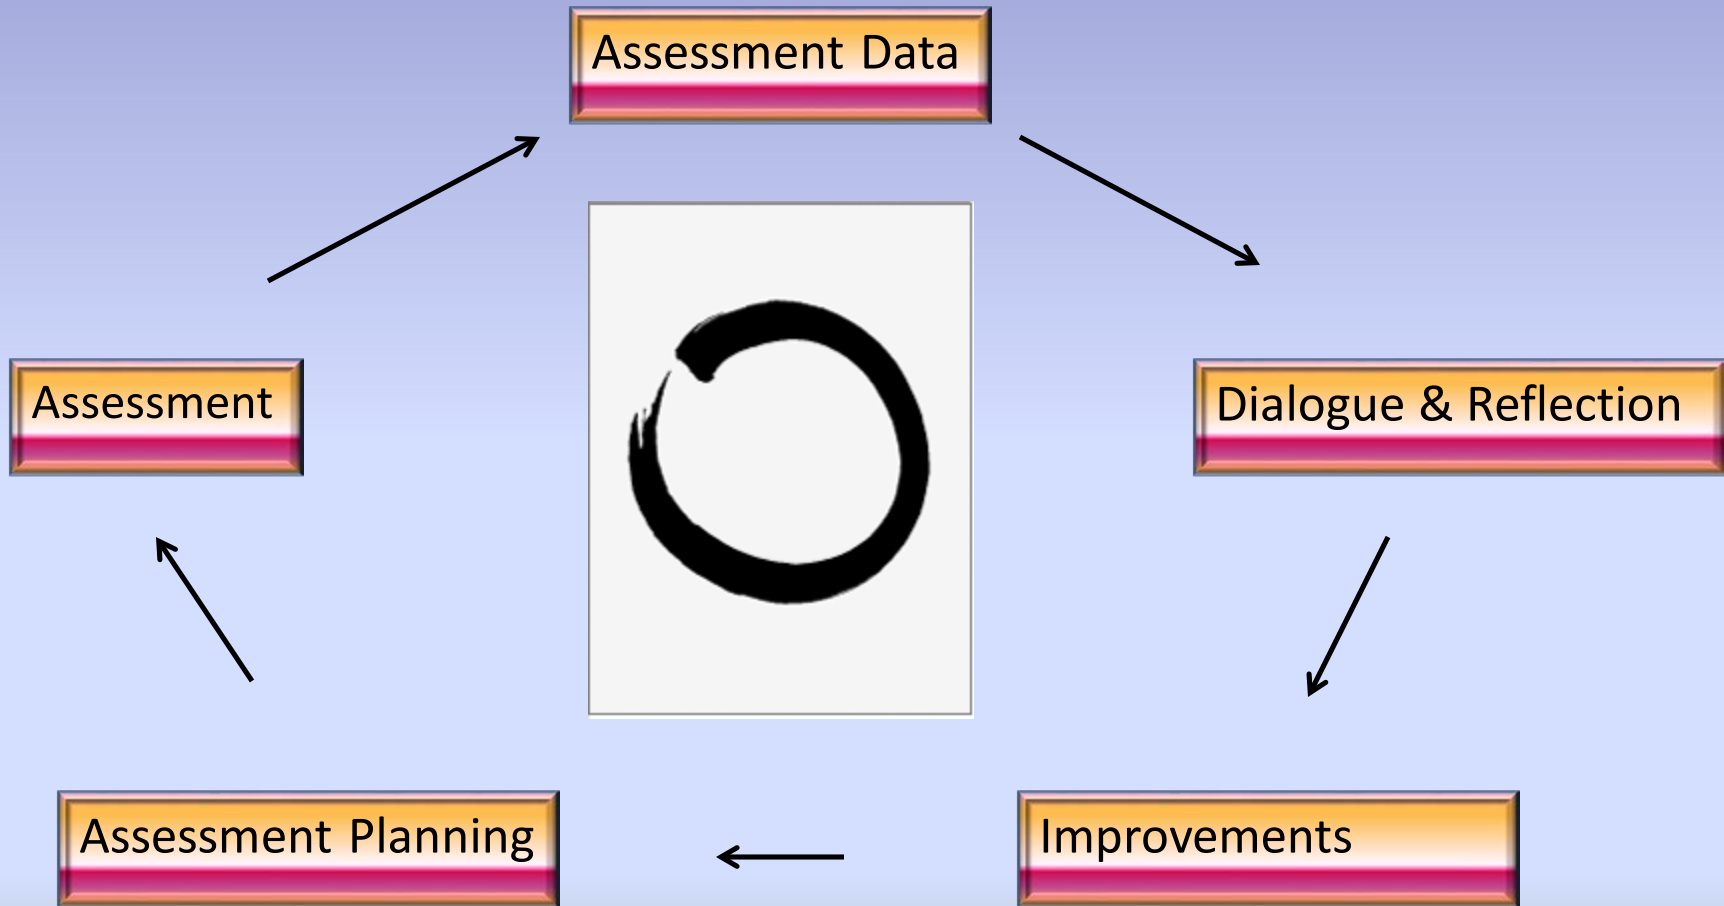 Assessment Data
Assessment
Dialogue & Reflection
Assessment Planning
Improvements